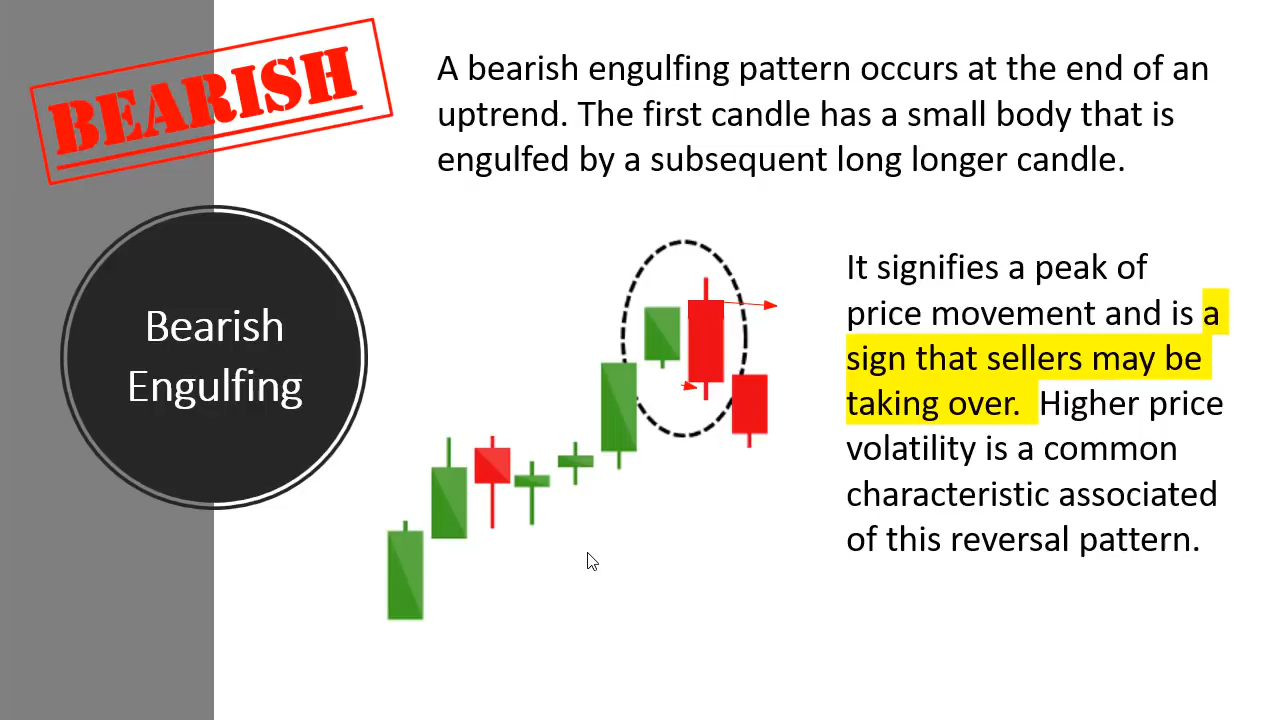 BEARISH
A bearish engulfing pattern occurs at the end of an
uptrend. The first candle has a small body that is
engulfed by a subsequent long longer candle.
Bearish
Engulfing
It signifies a peak of
price movement and is a
sign that sellers may be
taking over. Higher price
volatility is a common
characteristic associated
of this reversal pattern.